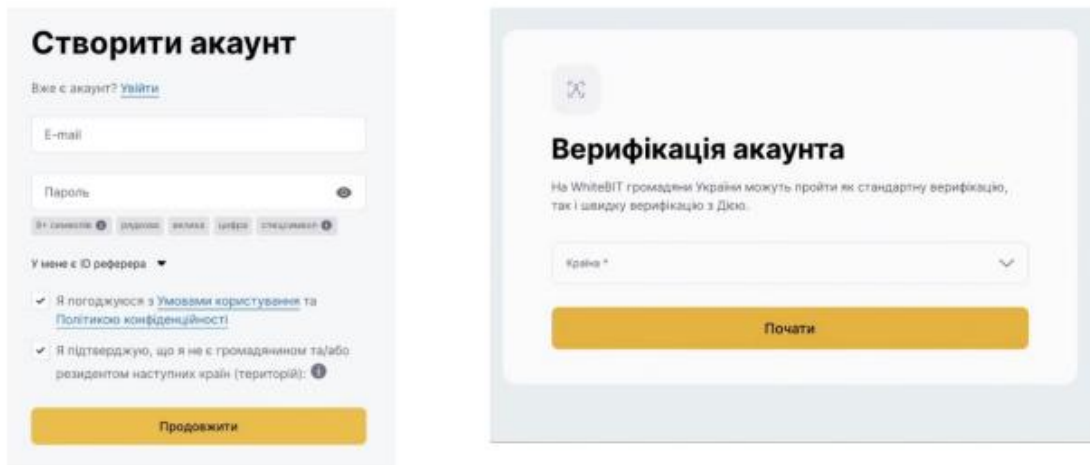 Створити акаунт
Вже є акаунт? Увійти
E-mail
Пароль
8+ символів рядкова велика цифра спецсимвол
У мене є ID реферера
Я погоджуюся з Умовами користування та
Політикою конфіденційності
Я підтверджую, що я не є громадянином та/або
резидентом наступних країн (територій):
Продовжити
Верифікація акаунта
На WhiteBIT громадяни України можуть пройти як стандартну верифікацію,
так і швидку верифікацію з Дією.
Країна *
Почати